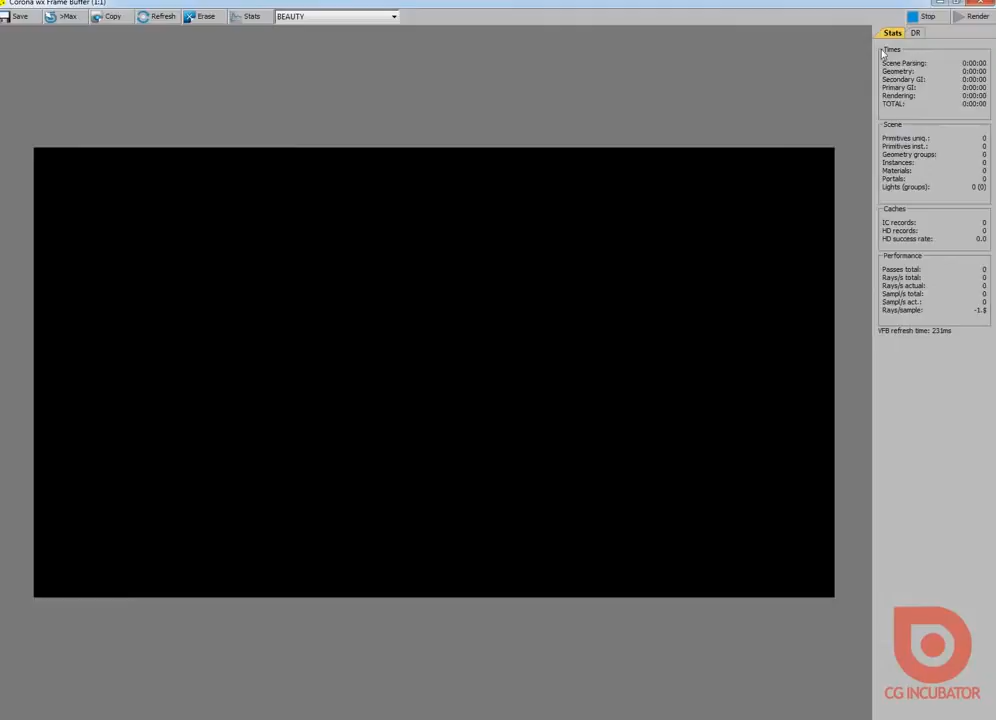 Corona wx Frame Buffer (1:1)
Save >Max Copy Refresh Erase Stats BEAUTY Stop Render
Stats DR
Times
Scene Parsing: 0:00:00
Geometry: 0:00:00
Secondary GI: 0:00:00
Primary GI: 0:00:00
Rendering: 0:00:00
TOTAL: 0:00:00
Scene
Primitives uniq.: 0
Primitives inst.: 0
Geometry groups: 0
Instances: 0
Materials: 0
Portals: 0
Lights (groups): 0 (0)
Caches
IC records: 0
HD records: 0
HD success rate: 0.0
Performance
Passes total: 0
Rays/s total: 0
Rays/s actual: 0
Sampl/s total: 0
Sampl/s act.: 0
Rays/sample: -1.$
VFB refresh time: 231ms
CG INCUBATOR